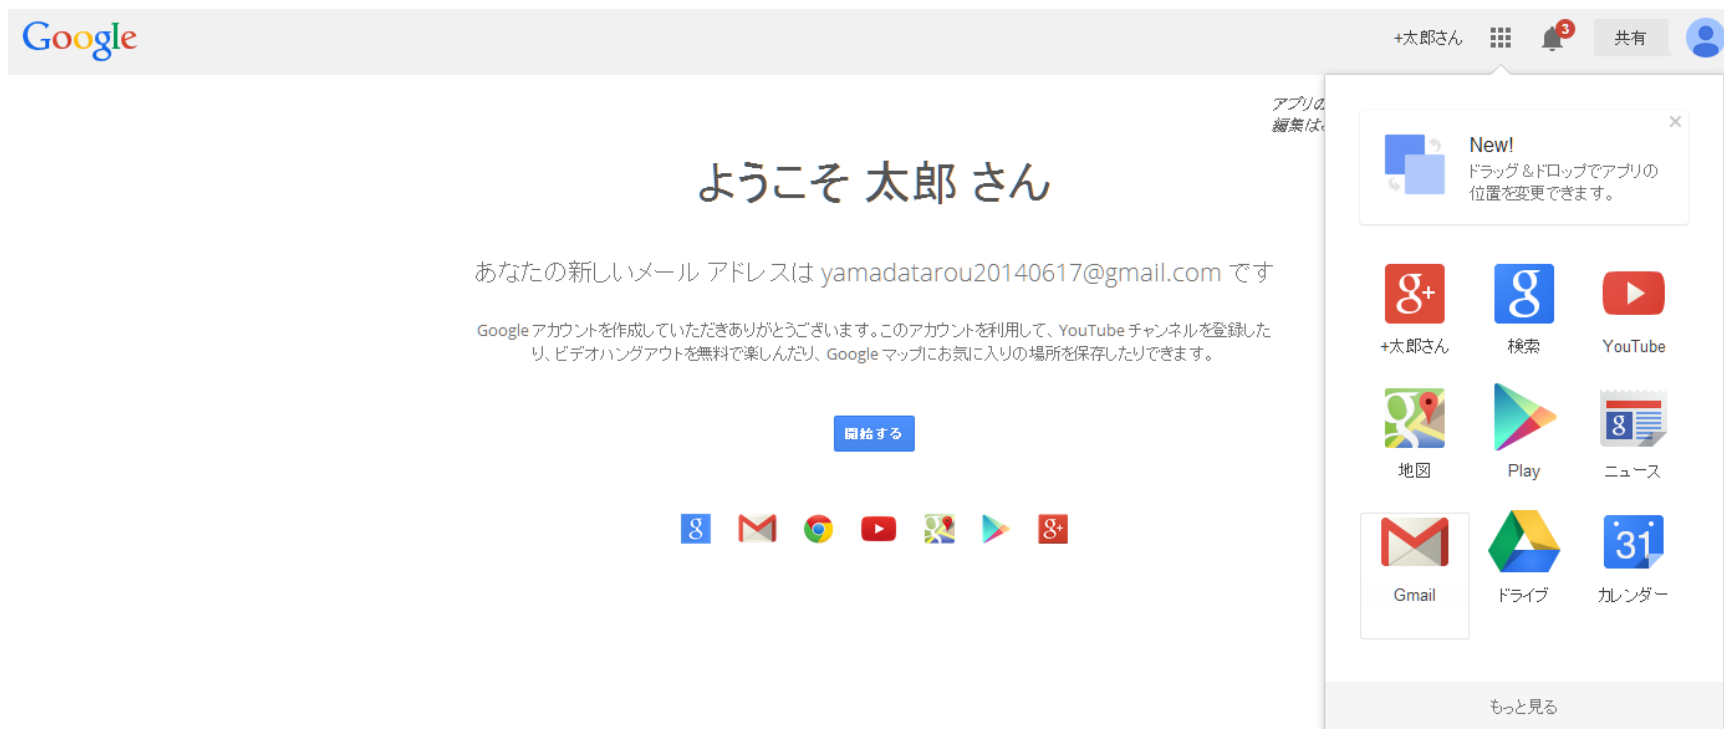 Google
+太郎さん
3
共有
アプリの
編集は
ようこそ 太郎 さん
あなたの新しいメール アドレスは yamadatarou20140617@gmail.com です
Google アカウントを作成していただきありがとうございます。このアカウントを利用して、YouTube チャンネルを登録した
り、ビデオハングアウトを無料で楽しんだり、Google マップにお気に入りの場所を保存したりできます。
開始する
New!
ドラッグ＆ドロップでアプリの
位置を変更できます。
+太郎さん
検索
YouTube
地図
Play
ニュース
31
Gmail
ドライブ
カレンダー
もっと見る